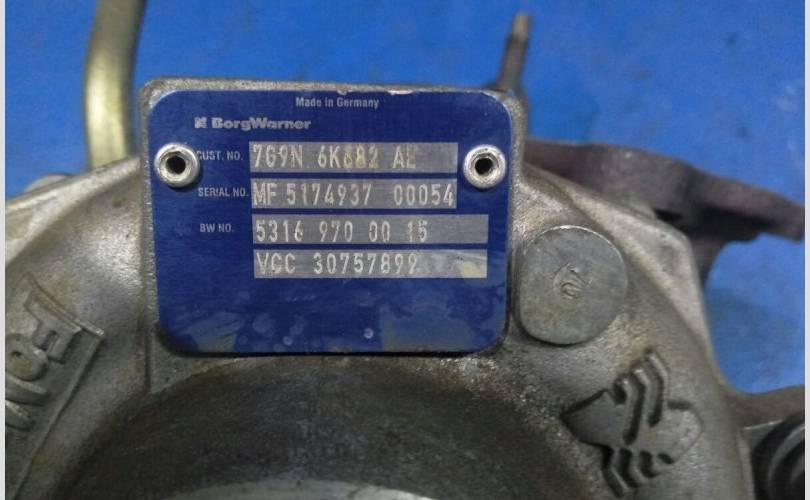 Made in Germany
BorgWarner
CUST. NO. 7G9N 6K682 AE
SERIAL NO. MF 5174937 00054
BW NO. 5316 970 00 15
VCC 30757899